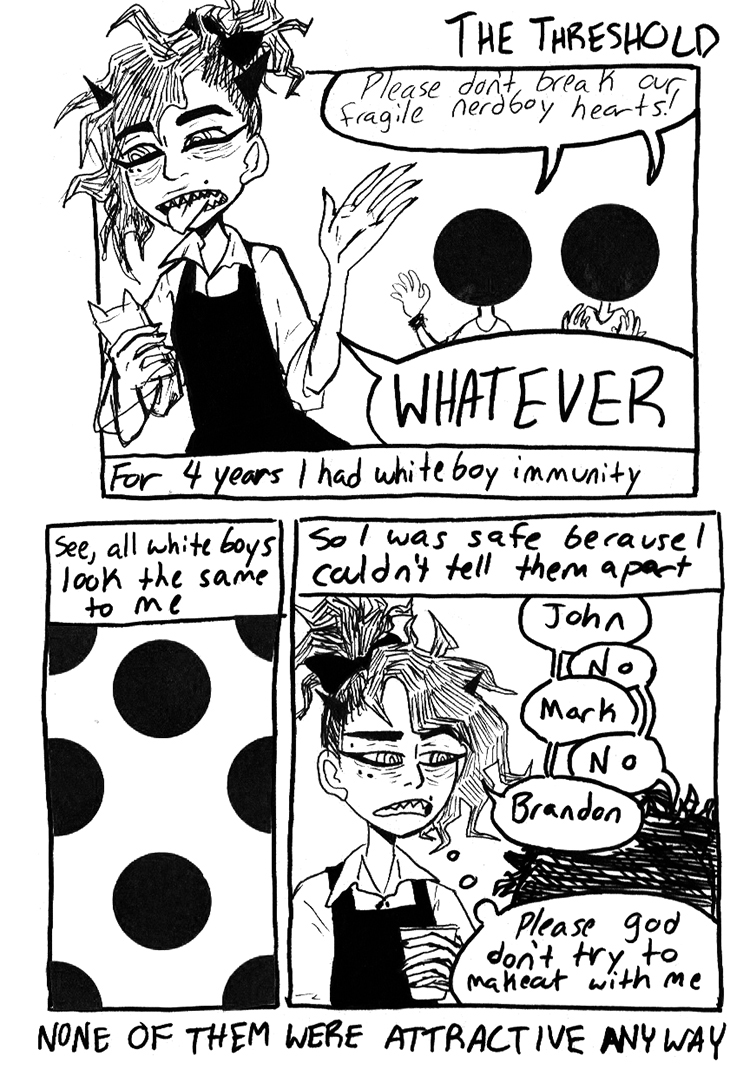 THE THRESHOLD
Please don't break our
fragile nerdboy hearts!
WHATEVER
For 4 years I had whiteboy immunity
See, all white boys
look the same
to me
So I was safe because I
couldn't tell them apart
John
No
Mark
No
Brandon
Please god
don't try to
makeout with me
NONE OF THEM WERE ATTRACTIVE ANYWAY